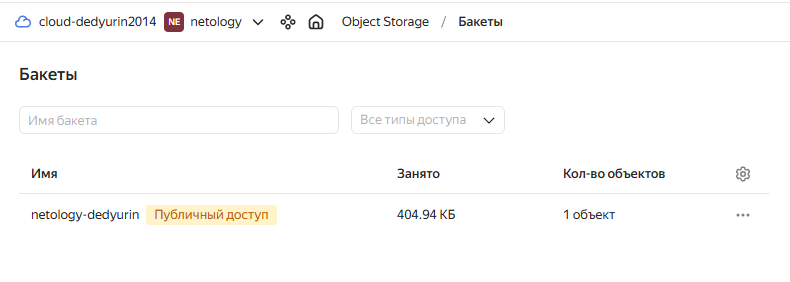 cloud-dedyurin2014 NE netology Object Storage / Бакеты
Бакеты
Имя бакета Все типы доступа
Имя Занято Кол-во объектов
netology-dedyurin Публичный доступ 404.94 КБ 1 объект